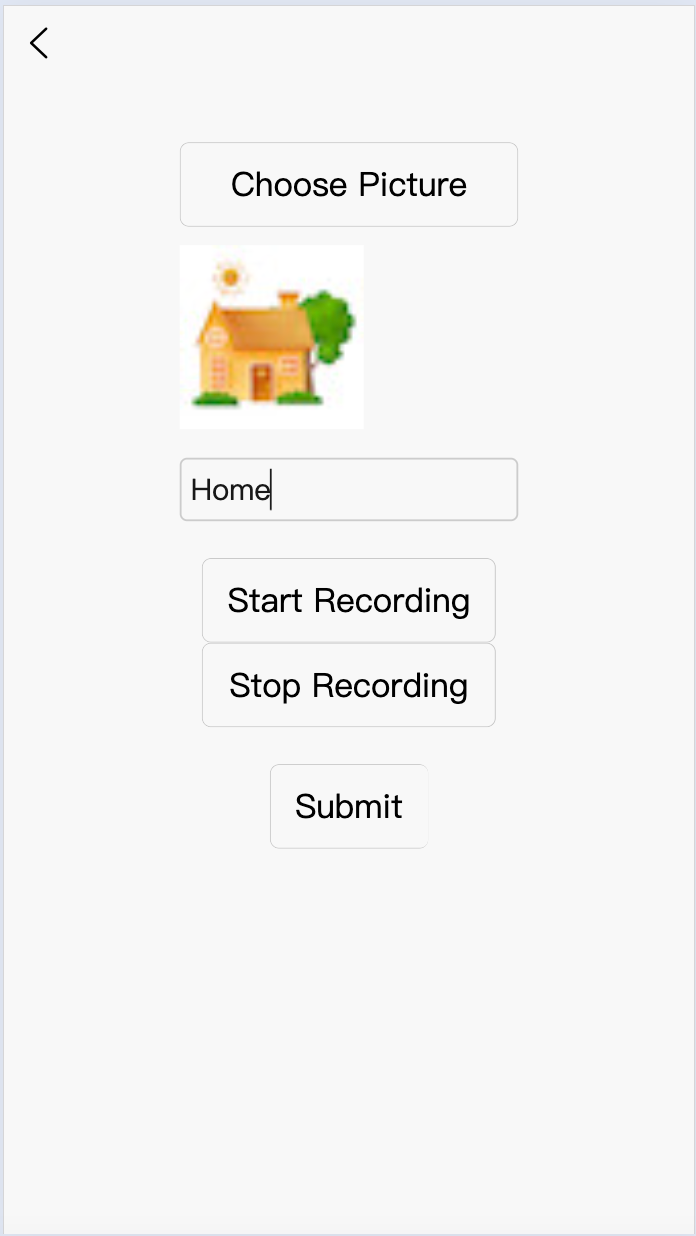 Choose Picture
Home
Start Recording
Stop Recording
Submit